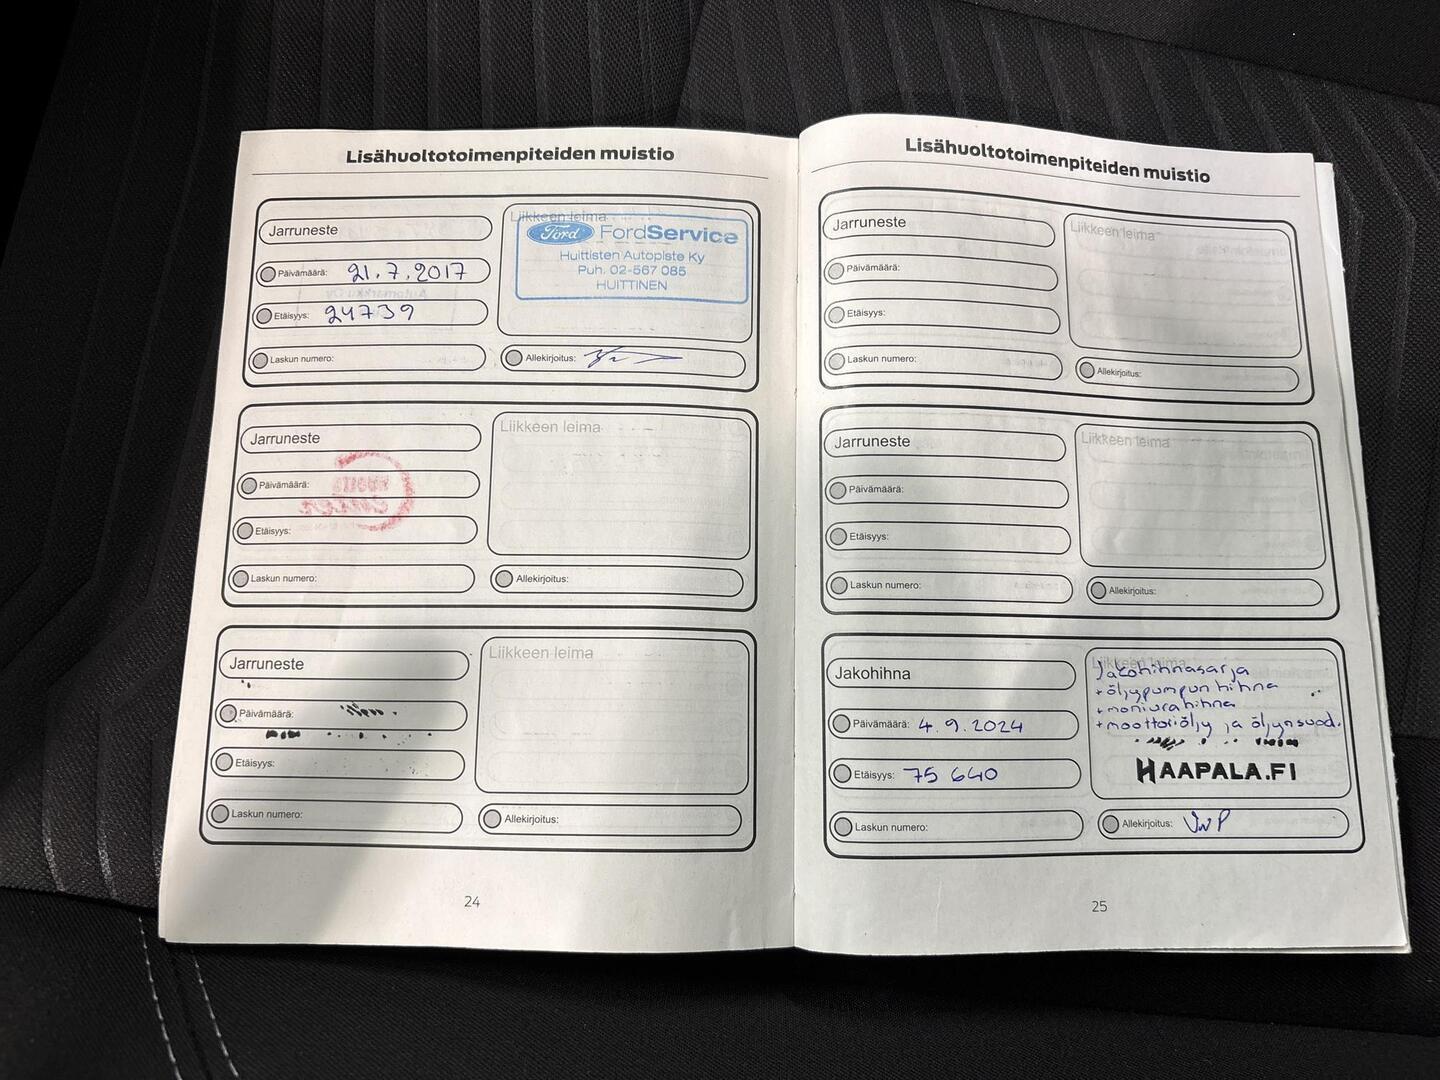 Lisähuoltotoimenpiteiden muistio
Jarruneste
Päivämäärä: 21.7.2017
Etäisyys: 24739
Laskun numero:
Liikkeen leima
Ford FordService
Huittisten Autopiste Ky
Puh. 02-567 085
HUITTINEN
Allekirjoitus:
Jarruneste
Päivämäärä:
Etäisyys:
Laskun numero:
Liikkeen leima
Allekirjoitus:
Jarruneste
Päivämäärä:
Etäisyys:
Laskun numero:
Liikkeen leima
Allekirjoitus:
24
Lisähuoltotoimenpiteiden muistio
Jarruneste
Päivämäärä:
Etäisyys:
Laskun numero:
Liikkeen leima
Allekirjoitus:
Jarruneste
Päivämäärä:
Etäisyys:
Laskun numero:
Liikkeen leima
Allekirjoitus:
Jakohihna
Päivämäärä: 4.9.2024
Etäisyys: 75 640
Laskun numero:
Liikkeen leima
Jakohihnasarja
+ öljypumpun hihna
+ moniurahihna
+ moottoriöljy ja öljynsuod.
HAAPALA.FI
Allekirjoitus: VWP
25